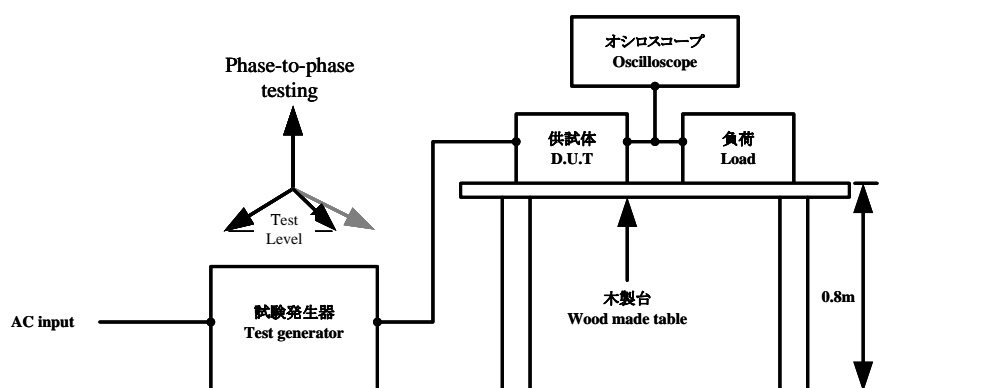 オシロスコープ
Oscilloscope
Phase-to-phase
testing
供試体
D.U.T
負荷
Load
Test
Level
試験発生器
Test generator
AC input
木製台
Wood made table
0.8m